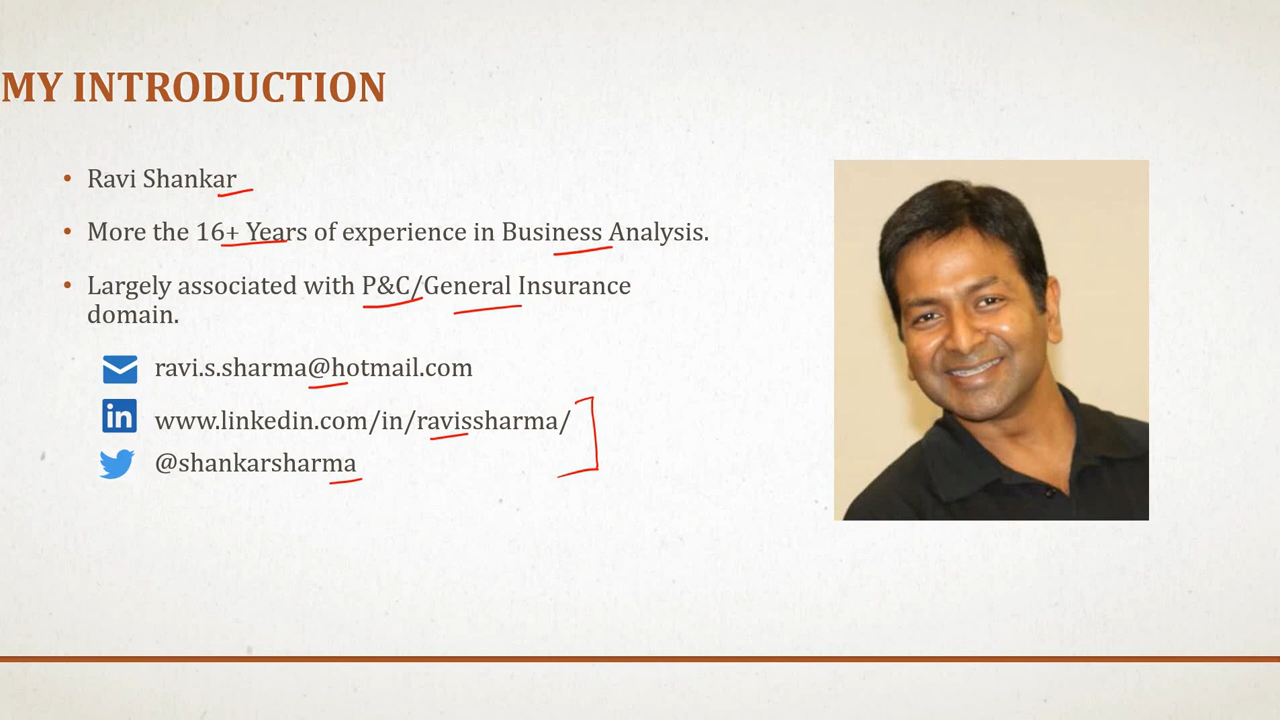 MY INTRODUCTION
• Ravi Shankar
• More the 16+ Years of experience in Business Analysis.
• Largely associated with P&C/General Insurance
domain.
ravi.s.sharma@hotmail.com
in www.linkedin.com/in/ravissharma/
@shankarsharma